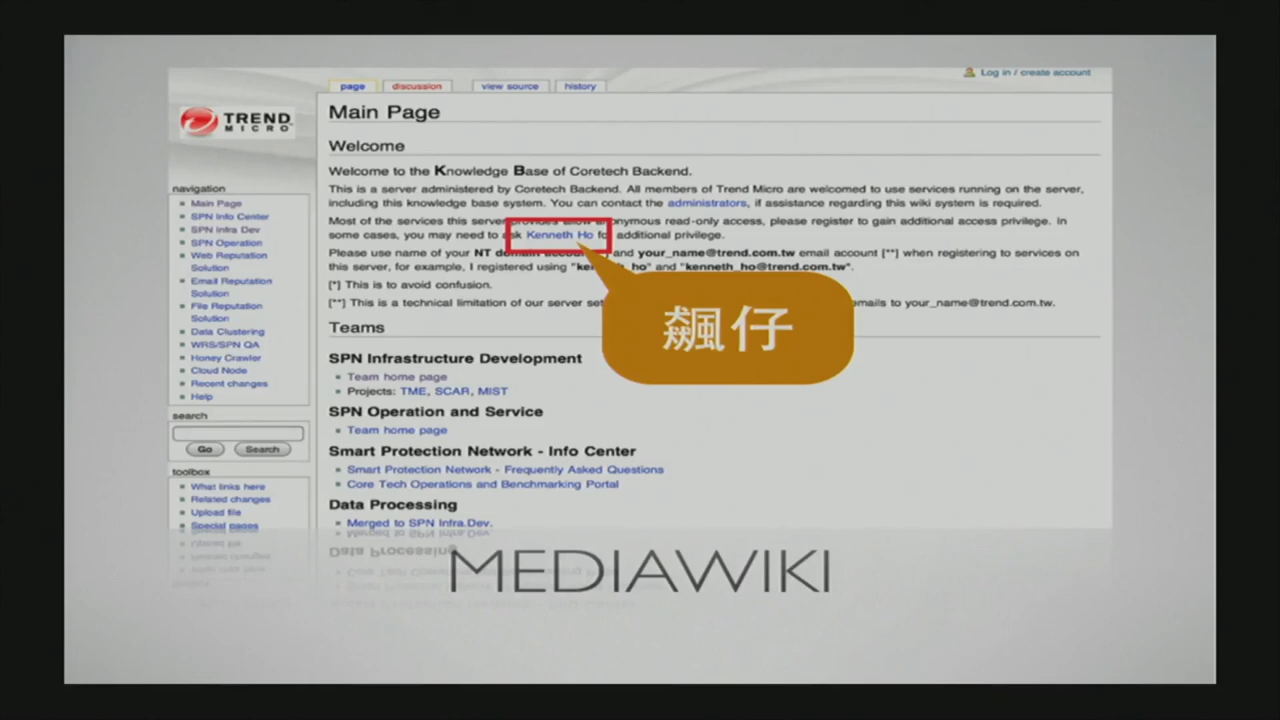 page
discussion
view source
history
Log in / create account
TREND
MICRO
Main Page
Welcome
Welcome to the Knowledge Base of Coretech Backend.
This is a server administered by Coretech Backend. All members of Trend Micro are welcomed to use services running on the server,
including this knowledge base system. You can contact the administrators, if assistance regarding this wiki system is required.
Most of the services this server provides allow anonymous read-only access, please register to gain additional access privilege. In
some cases, you may need to ask Kenneth Ho for additional privilege.
Please use name of your NT domain account and your_name@trend.com.tw email account [**] when registering to services on
this server, for example, I registered using "kenneth_ho" and "kenneth_ho@trend.com.tw".
[*] This is to avoid confusion.
[**] This is a technical limitation of our server emails to your_name@trend.com.tw.
飆仔
Teams
SPN Infrastructure Development
Team home page
Projects: TME, SCAR, MIST
SPN Operation and Service
Team home page
Smart Protection Network - Info Center
Smart Protection Network - Frequently Asked Questions
Core Tech Operations and Benchmarking Portal
Data Processing
Merged to SPN Infra.Dev.
navigation
Main Page
SPN Info Center
SPN Infra Dev
SPN Operation
Web Reputation
Solution
Email Reputation
Solution
File Reputation
Solution
Data Clustering
WRS/SPN QA
Honey Crawler
Cloud Node
Recent changes
Help
search
Go
Search
toolbox
What links here
Related changes
Upload file
Special pages
MEDIAWIKI